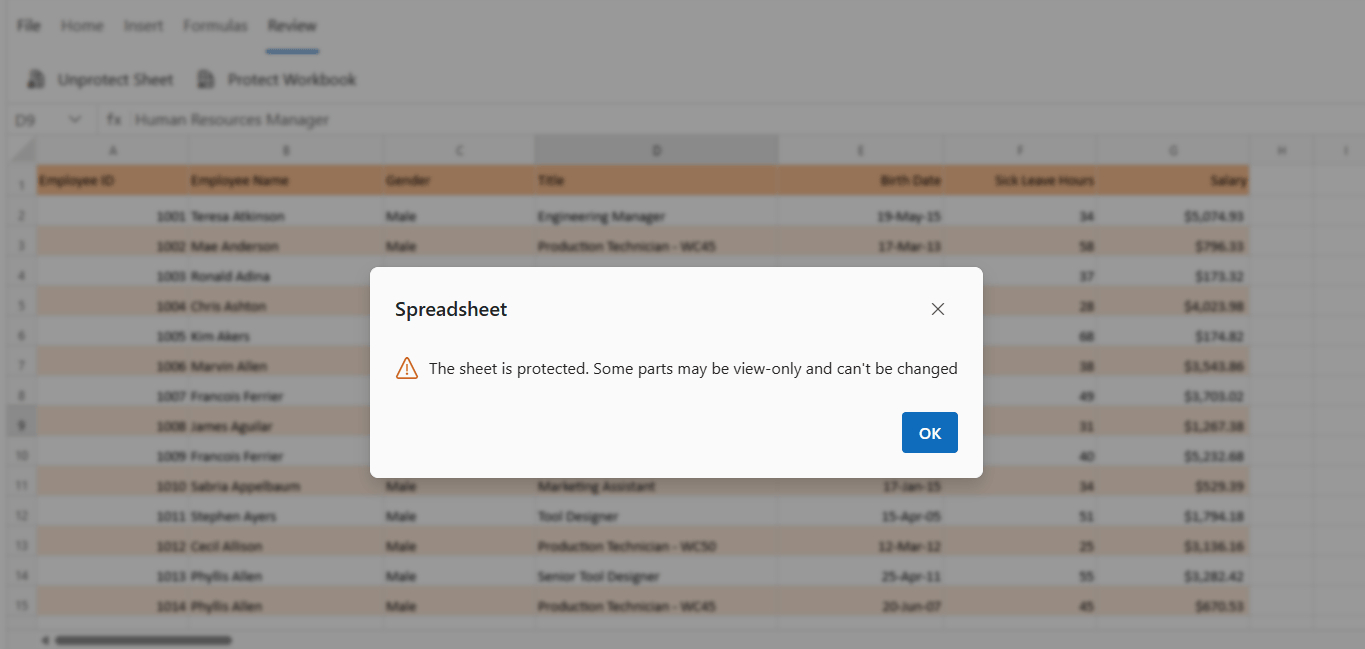 File Home Insert Formulas Review
Unprotect Sheet Protect Workbook
D9 fx Human Resources Manager
A B C D E F G H I
1 Employee ID Employee Name Gender Title Birth Date Sick Leave Hours Salary
2 1001 Teresa Atkinson Male Engineering Manager 19-May-15 34 $5,074.93
3 1002 Mae Anderson Male Production Technician - WC45 17-Mar-13 58 $796.33
4 1003 Ronald Adina 37 $173.32
Spreadsheet
5 1004 Chris Ashton 28 $4,023.98
6 1005 Kim Akers 68 $174.82
The sheet is protected. Some parts may be view-only and can't be changed
7 1006 Marvin Allen 38 $3,543.86
8 1007 Francois Ferrier 49 $3,703.02
9 1008 James Aguilar 31 $1,267.38
OK
10 1009 Francois Ferrier 40 $5,232.68
11 1010 Sabria Appelbaum Male Marketing Assistant 17-Jan-15 34 $529.39
12 1011 Stephen Ayers Male Tool Designer 15-Apr-05 51 $1,794.18
13 1012 Cecil Allison Male Production Technician - WC50 12-Mar-12 25 $3,136.16
14 1013 Phyllis Allen Male Senior Tool Designer 25-Apr-11 55 $3,282.42
15 1014 Phyllis Allen Male Production Technician - WC45 20-Jun-07 45 $670.53